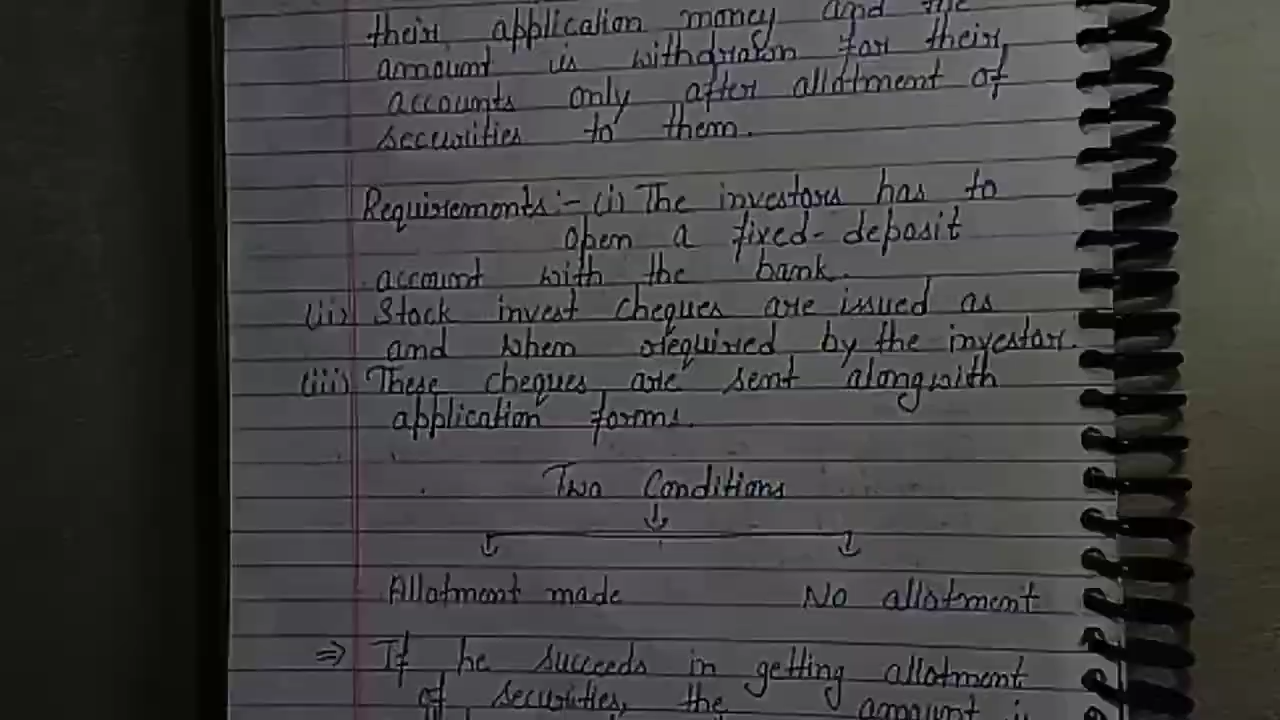 their application money and the
amount is withdrawn for their
accounts only after allotment of
securities to them.
Requirements:- (i) The investors has to
open a fixed-deposit
account with the bank.
(ii) Stock invest cheques are issued as
and when required by the investor.
(iii) These cheques are sent alongwith
application forms.
Two Conditions
Allotment made No allotment
⇒ If he succeeds in getting allotment
of securities, the amount is